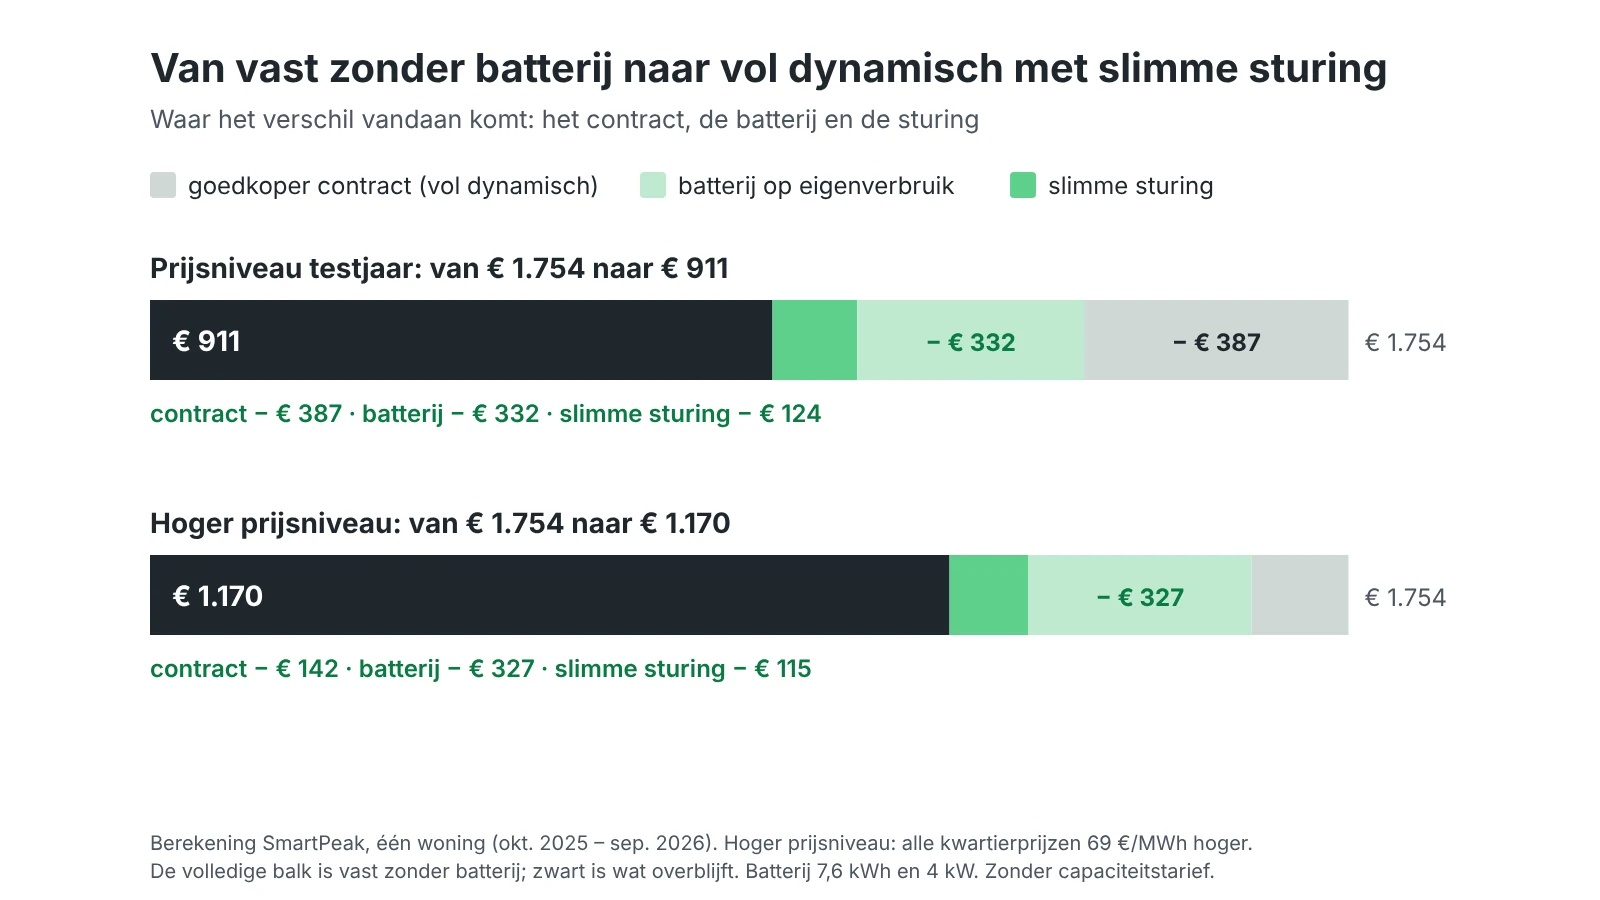 Van vast zonder batterij naar vol dynamisch met slimme sturing
Waar het verschil vandaan komt: het contract, de batterij en de sturing
goedkoper contract (vol dynamisch) batterij op eigenverbruik slimme sturing
Prijsniveau testjaar: van € 1.754 naar € 911
€ 911 − € 332 − € 387 € 1.754
contract − € 387 · batterij − € 332 · slimme sturing − € 124
Hoger prijsniveau: van € 1.754 naar € 1.170
€ 1.170 − € 327 € 1.754
contract − € 142 · batterij − € 327 · slimme sturing − € 115
Berekening SmartPeak, één woning (okt. 2025 – sep. 2026). Hoger prijsniveau: alle kwartierprijzen 69 €/MWh hoger.
De volledige balk is vast zonder batterij; zwart is wat overblijft. Batterij 7,6 kWh en 4 kW. Zonder capaciteitstarief.